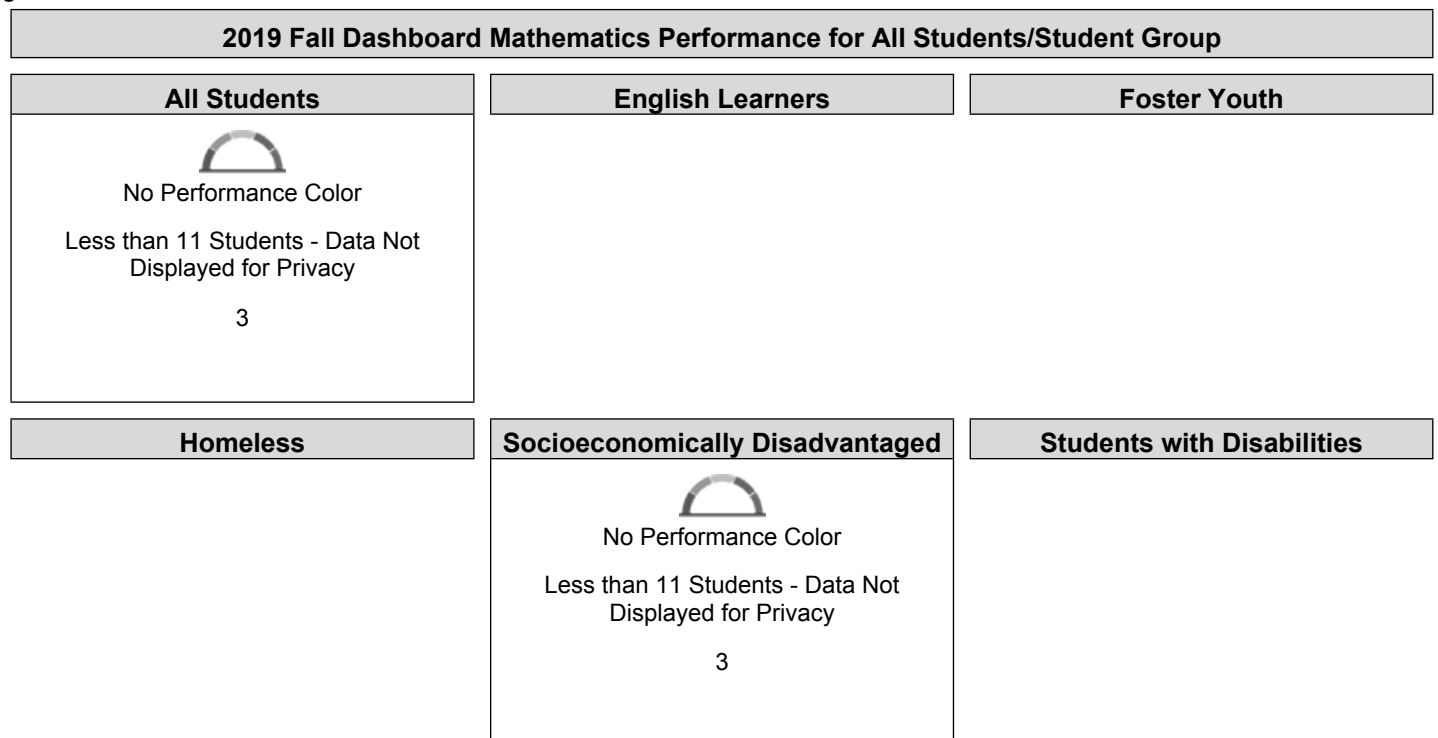 2019 Fall Dashboard Mathematics Performance for All Students/Student Group
All Students
English Learners
Foster Youth
No Performance Color
Less than 11 Students - Data Not
Displayed for Privacy
3
Homeless
Socioeconomically Disadvantaged
Students with Disabilities
No Performance Color
Less than 11 Students - Data Not
Displayed for Privacy
3